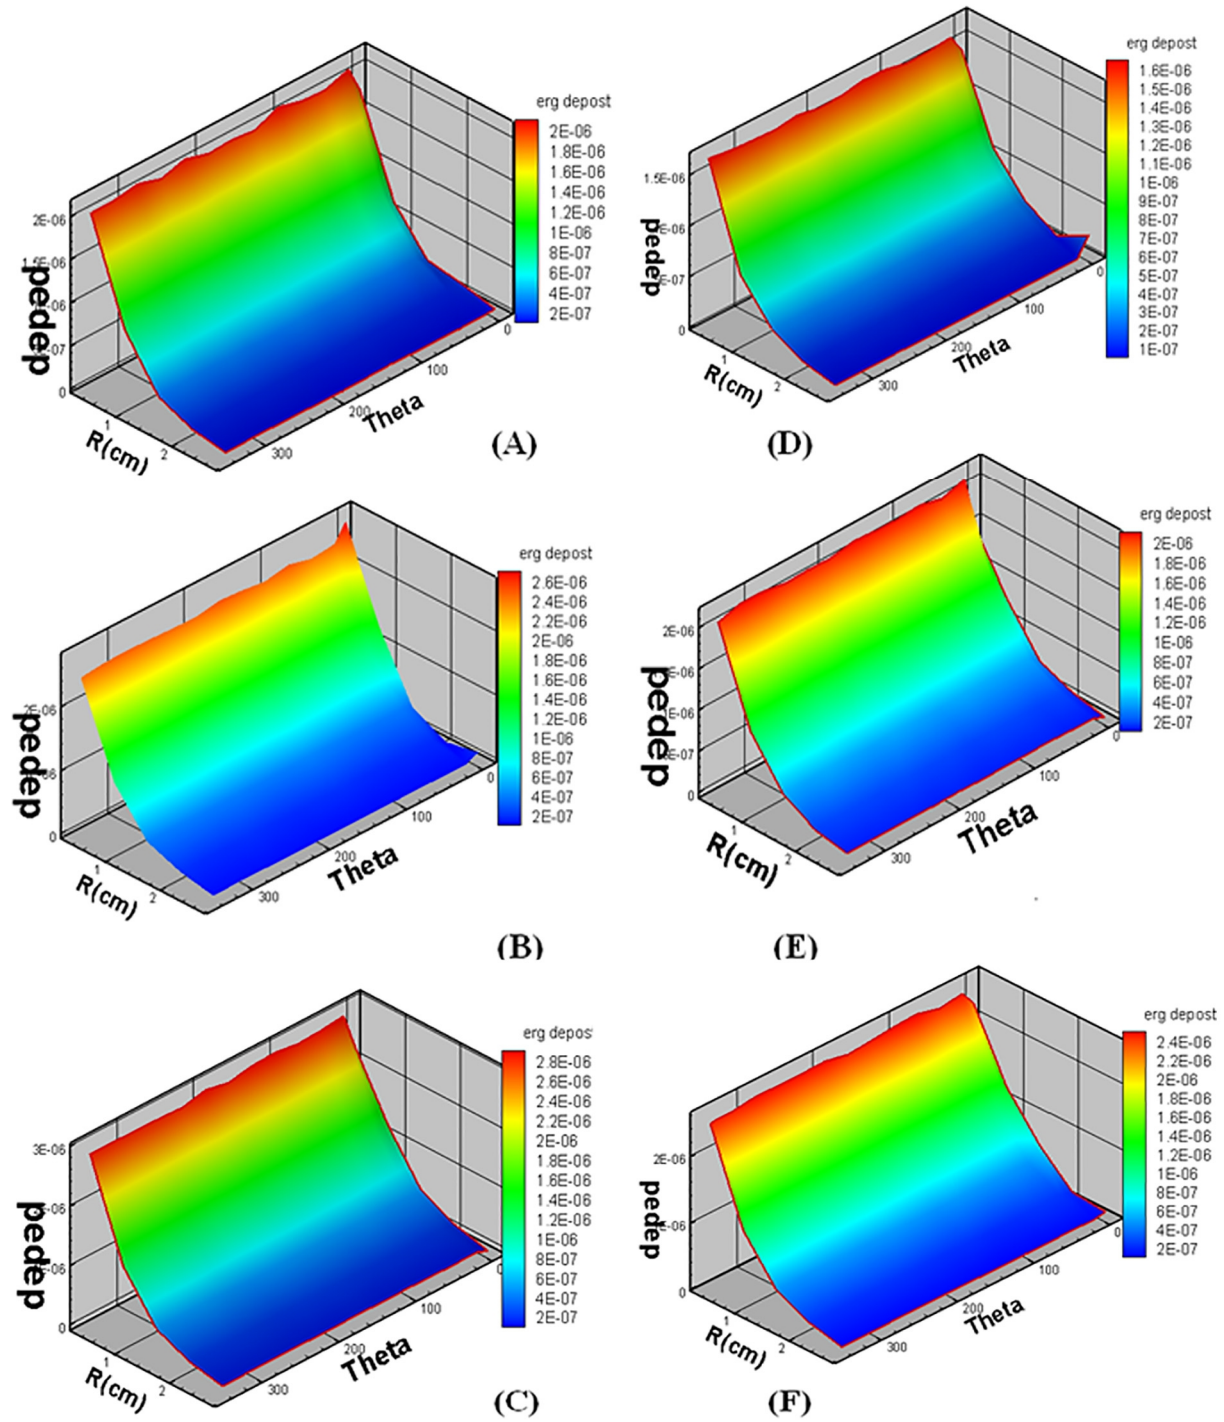 erg depost
2E-06
1.8E-06
1.6E-06
1.4E-06
1.2E-06
1E-06
8E-07
6E-07
4E-07
2E-07
2E-06
0
pedep
1
2
R(cm)
0
100
200
300
Theta
(A)
erg depost
1.6E-06
1.5E-06
1.4E-06
1.3E-06
1.2E-06
1.1E-06
1E-06
9E-07
8E-07
7E-07
6E-07
5E-07
4E-07
3E-07
2E-07
1E-07
1.5E-06
0
pedep
1
2
R(cm)
0
100
200
300
Theta
(D)
erg depost
2.6E-06
2.4E-06
2.2E-06
2E-06
1.8E-06
1.6E-06
1.4E-06
1.2E-06
1E-06
8E-07
6E-07
4E-07
2E-07
2E-06
0
pedep
1
2
R(cm)
0
100
200
300
Theta
(B)
erg depost
2E-06
1.8E-06
1.6E-06
1.4E-06
1.2E-06
1E-06
8E-07
6E-07
4E-07
2E-07
2E-06
0
pedep
1
2
R(cm)
0
100
200
300
Theta
(E)
erg depost
2.8E-06
2.6E-06
2.4E-06
2.2E-06
2E-06
1.8E-06
1.6E-06
1.4E-06
1.2E-06
1E-06
8E-07
6E-07
4E-07
2E-07
3E-06
0
pedep
1
2
R(cm)
0
100
200
300
Theta
(C)
erg depost
2.4E-06
2.2E-06
2E-06
1.8E-06
1.6E-06
1.4E-06
1.2E-06
1E-06
8E-07
6E-07
4E-07
2E-07
2E-06
0
pedep
1
2
R(cm)
0
100
200
300
Theta
(F)